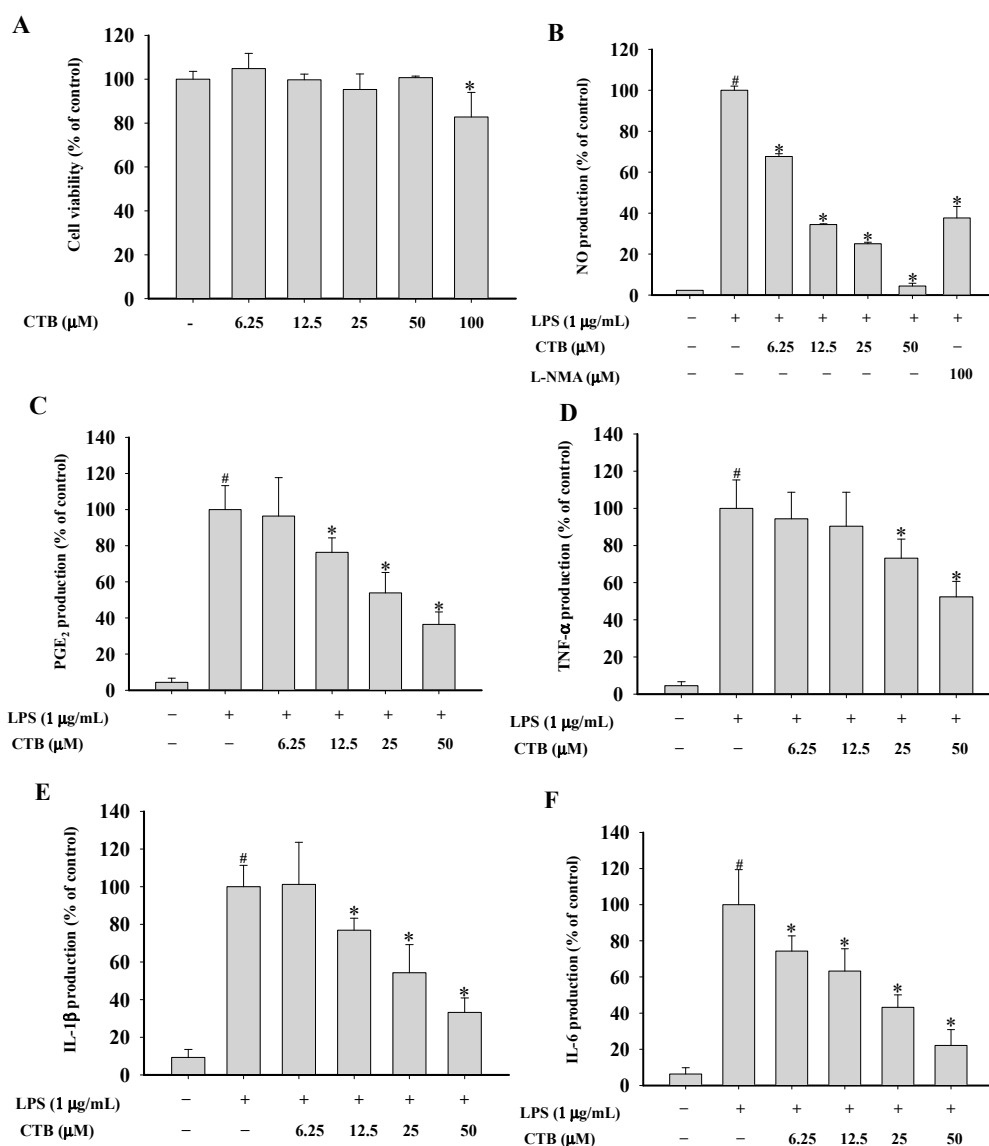 A
Cell viability (% of control)
120
100
80
60
40
20
0
*
CTB (µM)
- 6.25 12.5 25 50 100
B
NO production (% of control)
120
100
80
60
40
20
0
# * * * * *
LPS (1 µg/mL) – + + + + + +
CTB (µM) – – 6.25 12.5 25 50 –
L-NMA (µM) – – – – – – 100
C
PGE2 production (% of control)
140
120
100
80
60
40
20
0
# * * *
LPS (1 µg/mL) – + + + + +
CTB (µM) – – 6.25 12.5 25 50
D
TNF-α production (% of control)
140
120
100
80
60
40
20
0
# * *
LPS (1 µg/mL) – + + + + +
CTB (µM) – – 6.25 12.5 25 50
E
IL-1β production (% of control)
140
120
100
80
60
40
20
0
# * * *
LPS (1 µg/mL) – + + + + +
CTB (µM) – – 6.25 12.5 25 50
F
IL-6 production (% of control)
140
120
100
80
60
40
20
0
# * * * *
LPS (1 µg/mL) – + + + + +
CTB (µM) – – 6.25 12.5 25 50